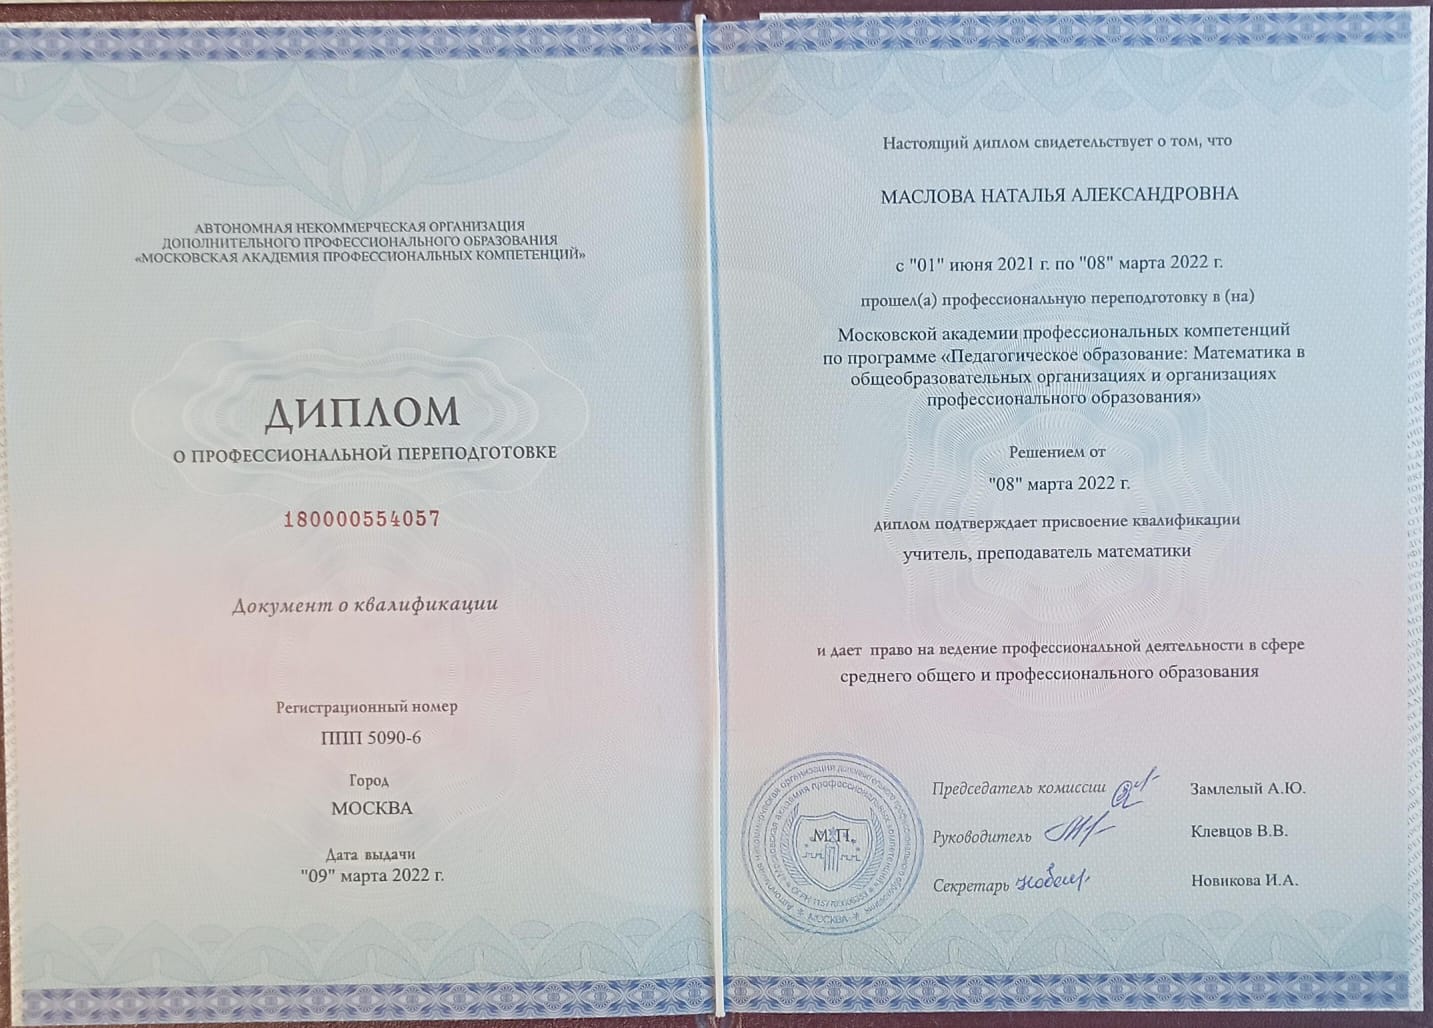 АВТОНОМНАЯ НЕКОММЕРЧЕСКАЯ ОРГАНИЗАЦИЯ
ДОПОЛНИТЕЛЬНОГО ПРОФЕССИОНАЛЬНОГО ОБРАЗОВАНИЯ
«МОСКОВСКАЯ АКАДЕМИЯ ПРОФЕССИОНАЛЬНЫХ КОМПЕТЕНЦИЙ»
ДИПЛОМ
О ПРОФЕССИОНАЛЬНОЙ ПЕРЕПОДГОТОВКЕ
180000554057
Документ о квалификации
Регистрационный номер
ППП 5090-6
Город
МОСКВА
Дата выдачи
"09" марта 2022 г.
Настоящий диплом свидетельствует о том, что
МАСЛОВА НАТАЛЬЯ АЛЕКСАНДРОВНА
с "01" июня 2021 г. по "08" марта 2022 г.
прошел(а) профессиональную переподготовку в (на)
Московской академии профессиональных компетенций
по программе «Педагогическое образование: Математика в
общеобразовательных организациях и организациях
профессионального образования»
Решением от
"08" марта 2022 г.
диплом подтверждает присвоение квалификации
учитель, преподаватель математики
и дает право на ведение профессиональной деятельности в сфере
среднего общего и профессионального образования
Председатель комиссии Замлелый А.Ю.
Руководитель Клевцов В.В.
Секретарь Новикова И.А.
М.П.
МОСКВА